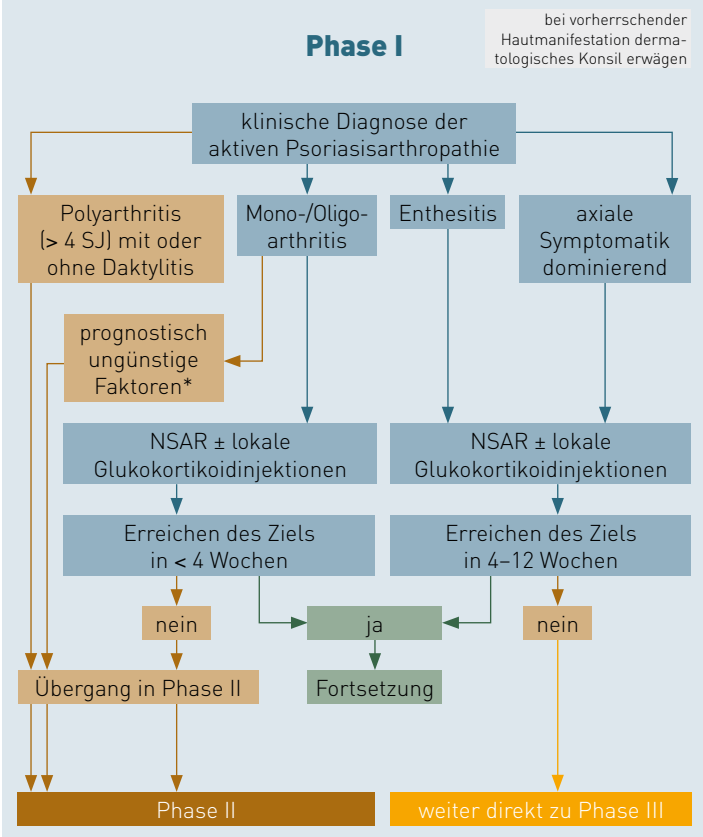 Phase I
bei vorherrschender
Hautmanifestation derma-
tologisches Konsil erwägen
klinische Diagnose der
aktiven Psoriasisarthropathie
Polyarthritis
(> 4 SJ) mit oder
ohne Daktylitis
Mono-/Oligo-
arthritis
Enthesitis
axiale
Symptomatik
dominierend
prognostisch
ungünstige
Faktoren*
NSAR ± lokale
Glukokortikoidinjektionen
NSAR ± lokale
Glukokortikoidinjektionen
Erreichen des Ziels
in < 4 Wochen
Erreichen des Ziels
in 4–12 Wochen
nein
ja
nein
Übergang in Phase II
Fortsetzung
Phase II
weiter direkt zu Phase III